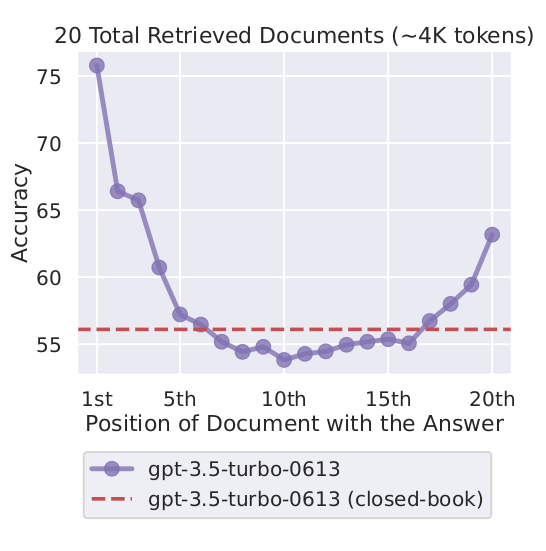 20 Total Retrieved Documents (~4K tokens)
75
70
65
60
55
Accuracy
1st 5th 10th 15th 20th
Position of Document with the Answer
gpt-3.5-turbo-0613
gpt-3.5-turbo-0613 (closed-book)